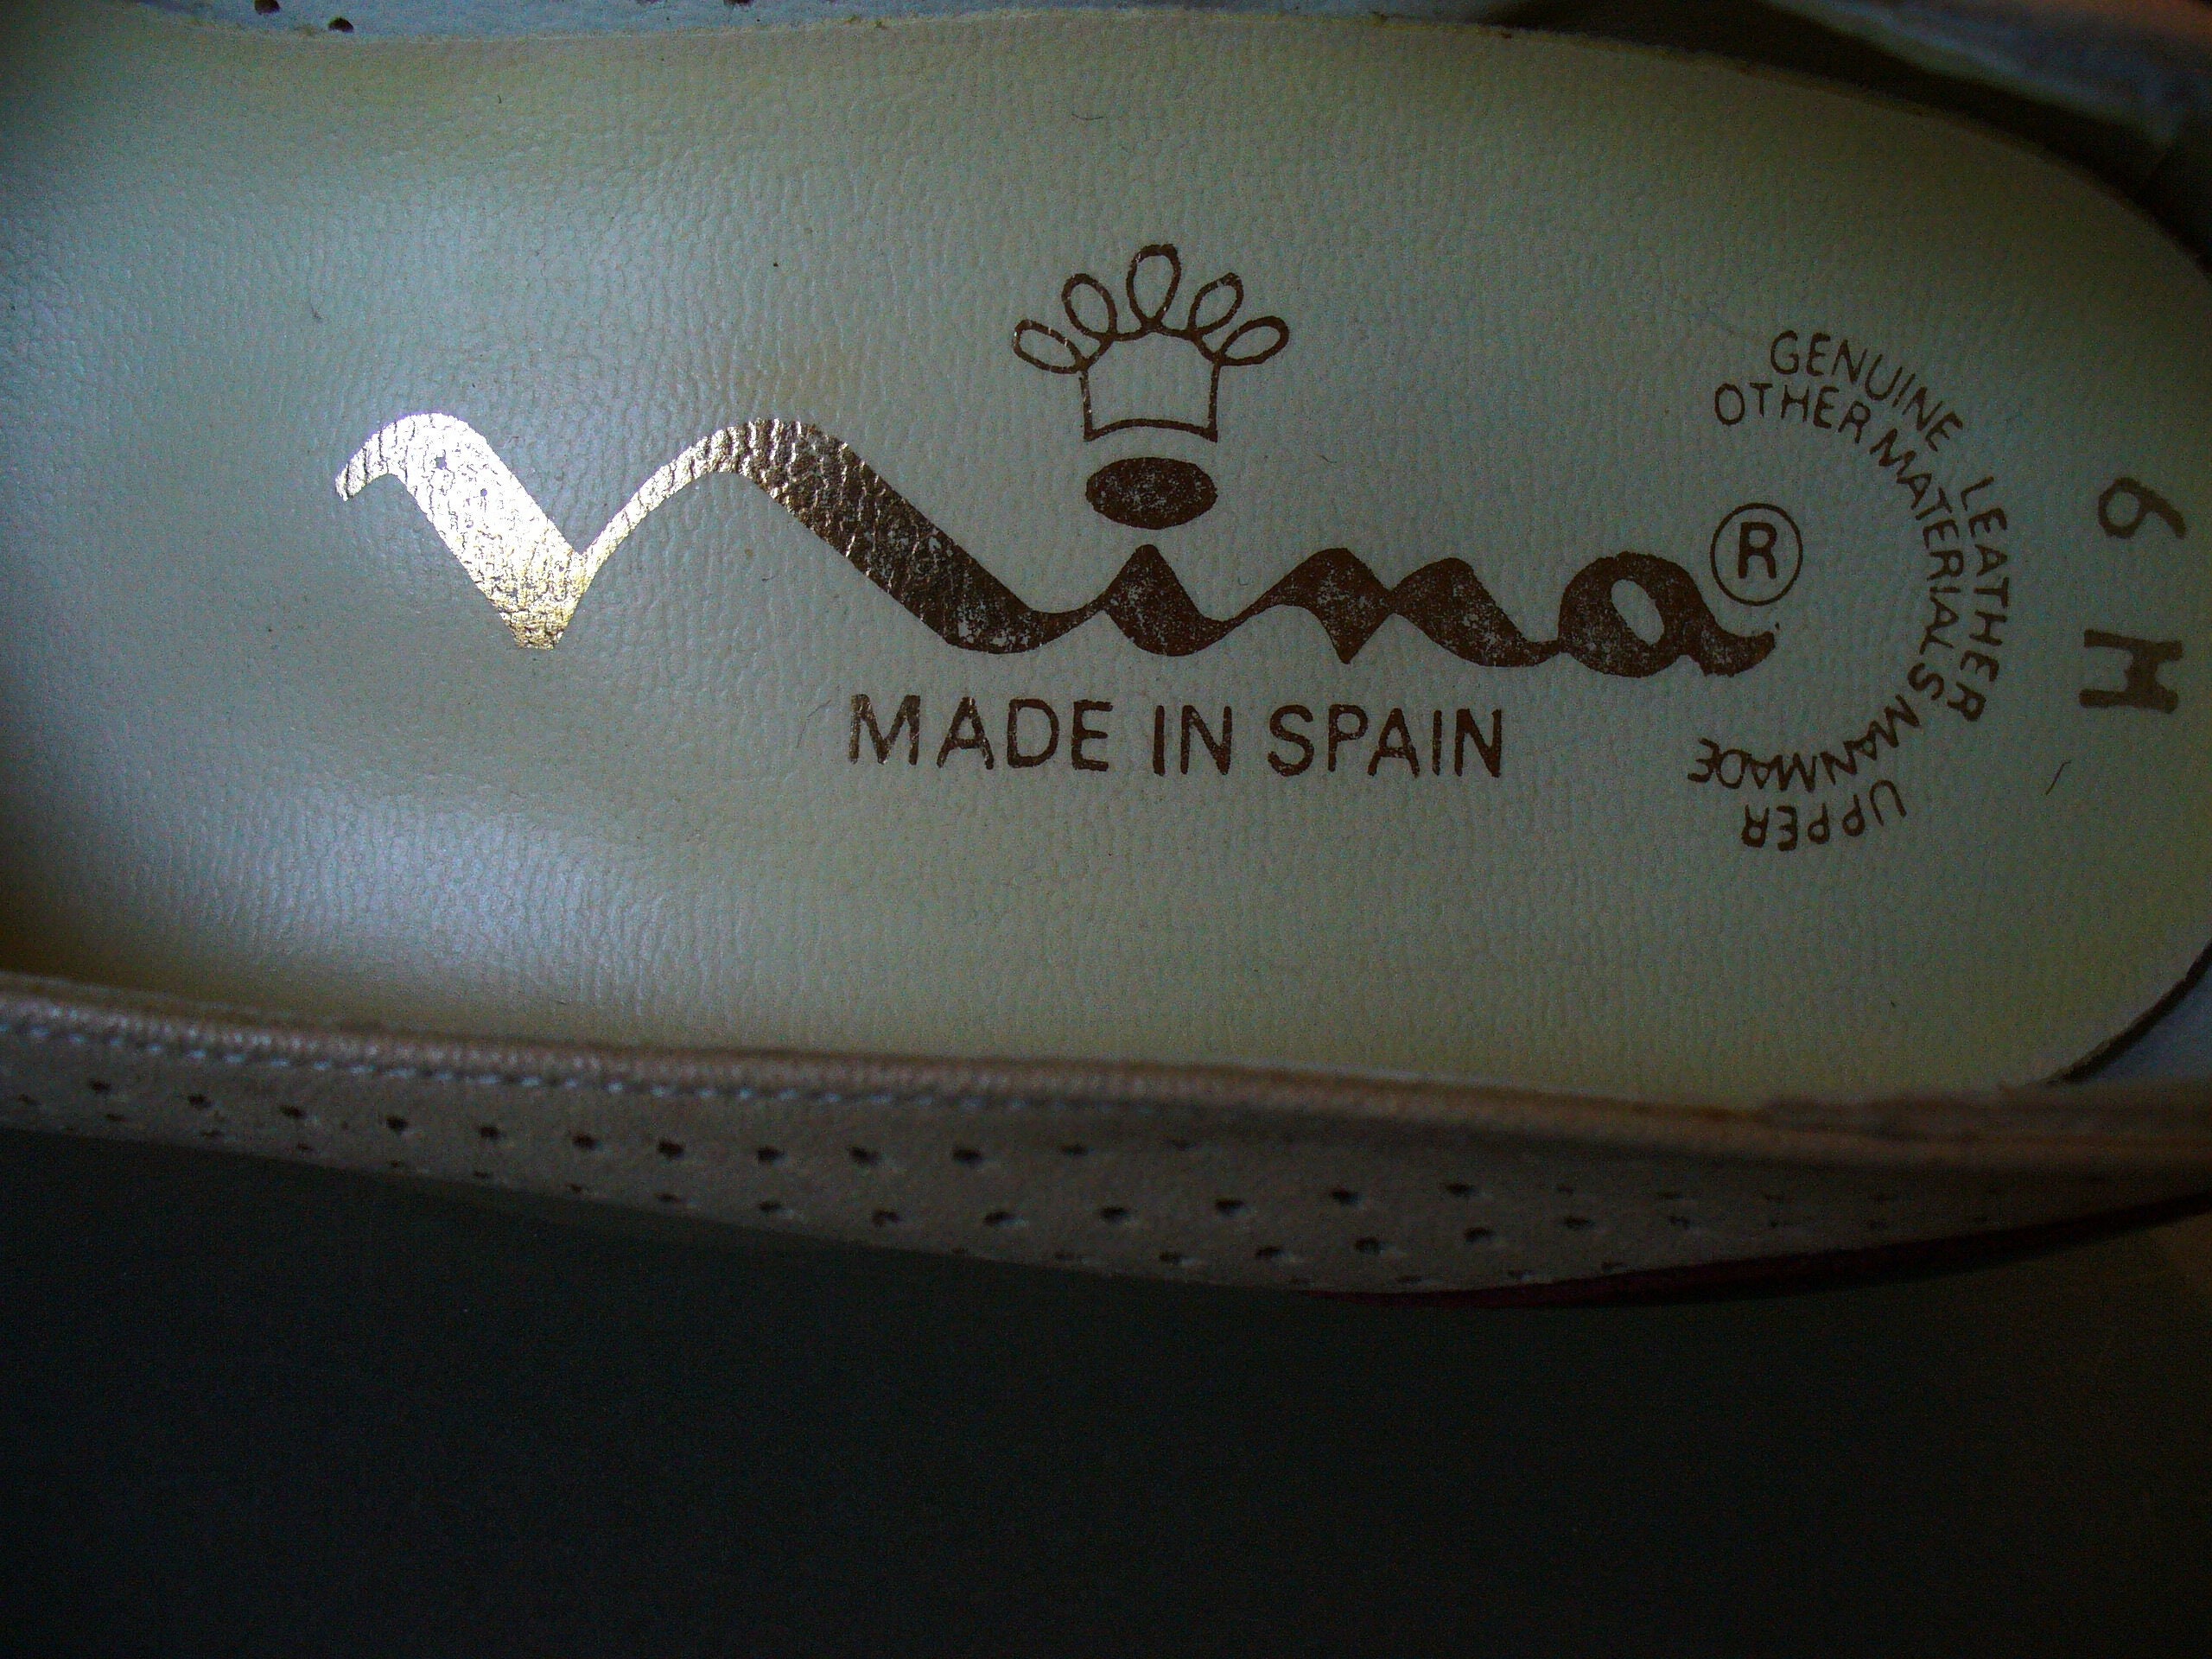 Nina ®
MADE IN SPAIN
GENUINE LEATHER UPPER
OTHER MATERIALS MANMADE
6 M